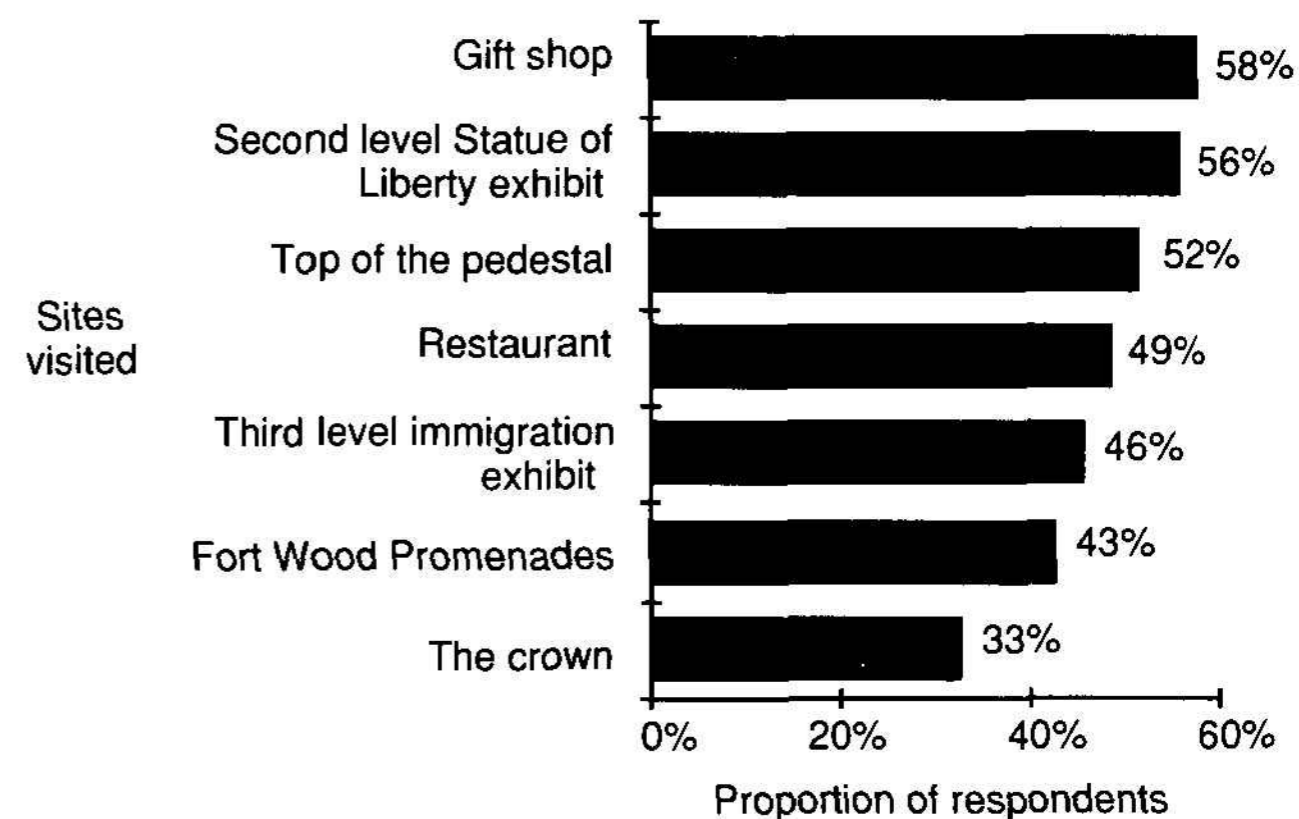 Gift shop
58%
Second level Statue of
Liberty exhibit
56%
Top of the pedestal
52%
Sites
visited
Restaurant
49%
Third level immigration
exhibit
46%
Fort Wood Promenades
43%
The crown
33%
0% 20% 40% 60%
Proportion of respondents